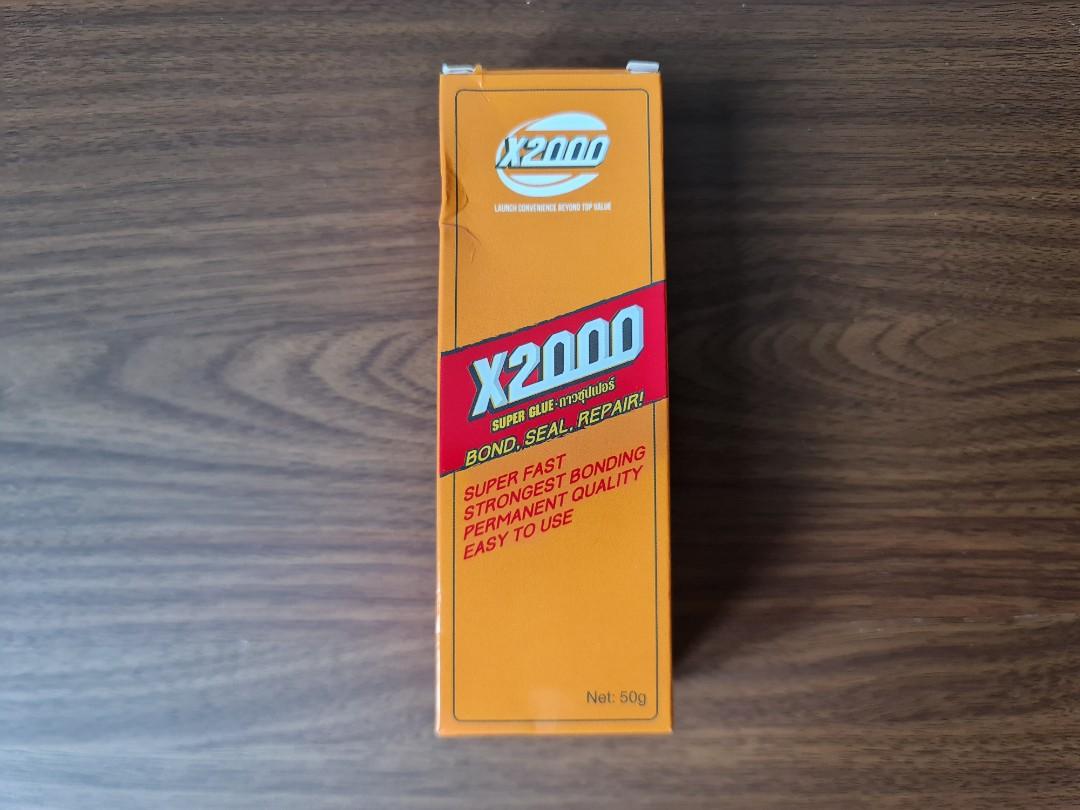 X2000
LAUNCH CONVENIENCE BEYOND TOP VALUE
X2000
SUPER GLUE·กาวซุปเปอร์
BOND, SEAL, REPAIR!
SUPER FAST
STRONGEST BONDING
PERMANENT QUALITY
EASY TO USE
Net: 50g